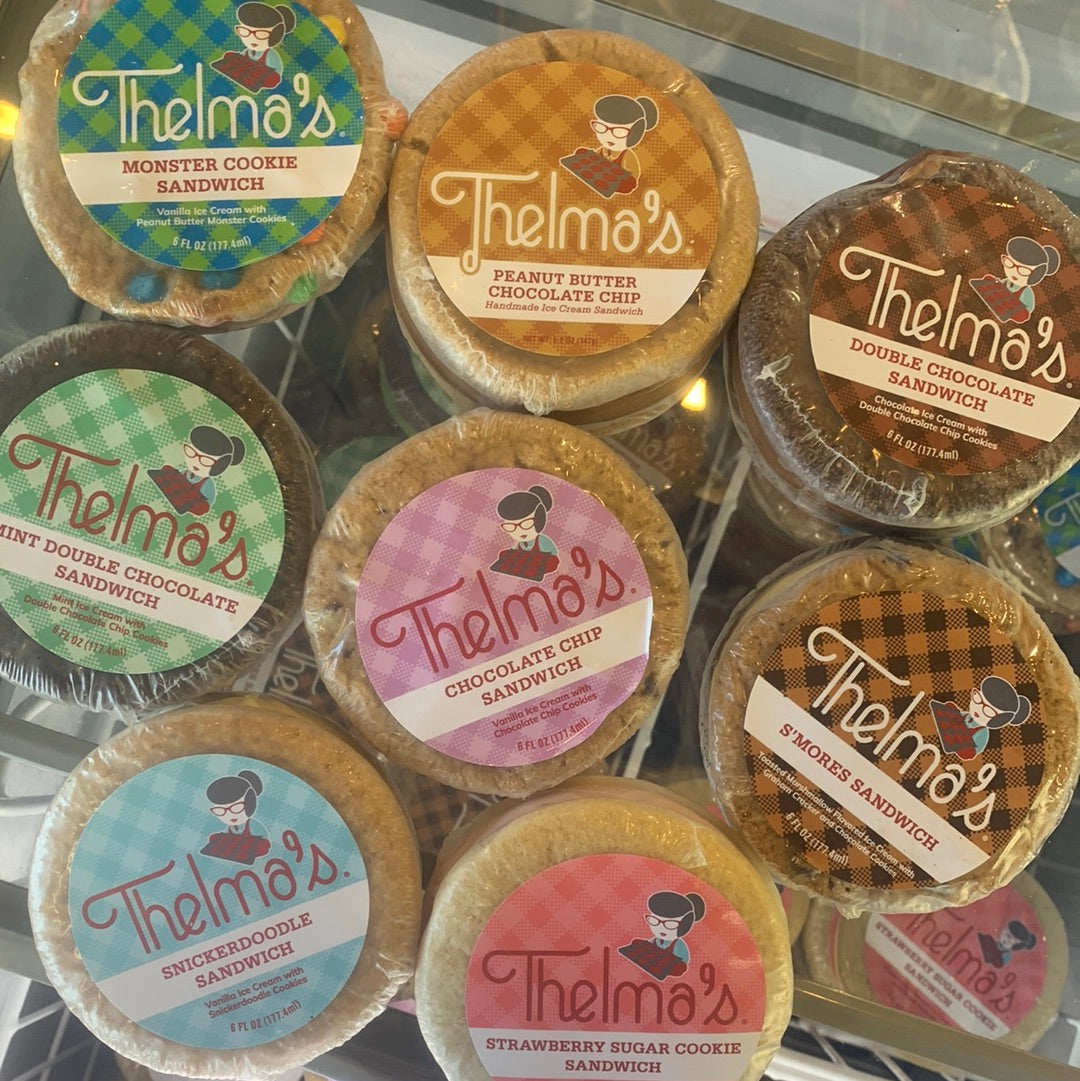 Thelma's.
MONSTER COOKIE
SANDWICH
Vanilla Ice Cream with
Peanut Butter Monster Cookies
6 FL OZ (177.4ml)
Thelma's.
PEANUT BUTTER
CHOCOLATE CHIP
Handmade Ice Cream Sandwich
Thelma's.
DOUBLE CHOCOLATE
SANDWICH
Chocolate Ice Cream with
Double Chocolate Chip Cookies
6 FL OZ (177.4ml)
Thelma's.
MINT DOUBLE CHOCOLATE
SANDWICH
Mint Ice Cream with
Double Chocolate Chip Cookies
6 FL OZ (177.4ml)
Thelma's.
CHOCOLATE CHIP
SANDWICH
Vanilla Ice Cream with
Chocolate Chip Cookies
6 FL OZ (177.4ml)
Thelma's.
S'MORES SANDWICH
Toasted Marshmallow Flavored Ice Cream with
Graham Cracker and Chocolate Cookies
6 FL OZ (177.4ml)
Thelma's.
SNICKERDOODLE
SANDWICH
Vanilla Ice Cream with
Snickerdoodle Cookies
6 FL OZ (177.4ml)
Thelma's.
STRAWBERRY SUGAR COOKIE
SANDWICH
Thelma's.
STRAWBERRY SUGAR COOKIE
SANDWICH